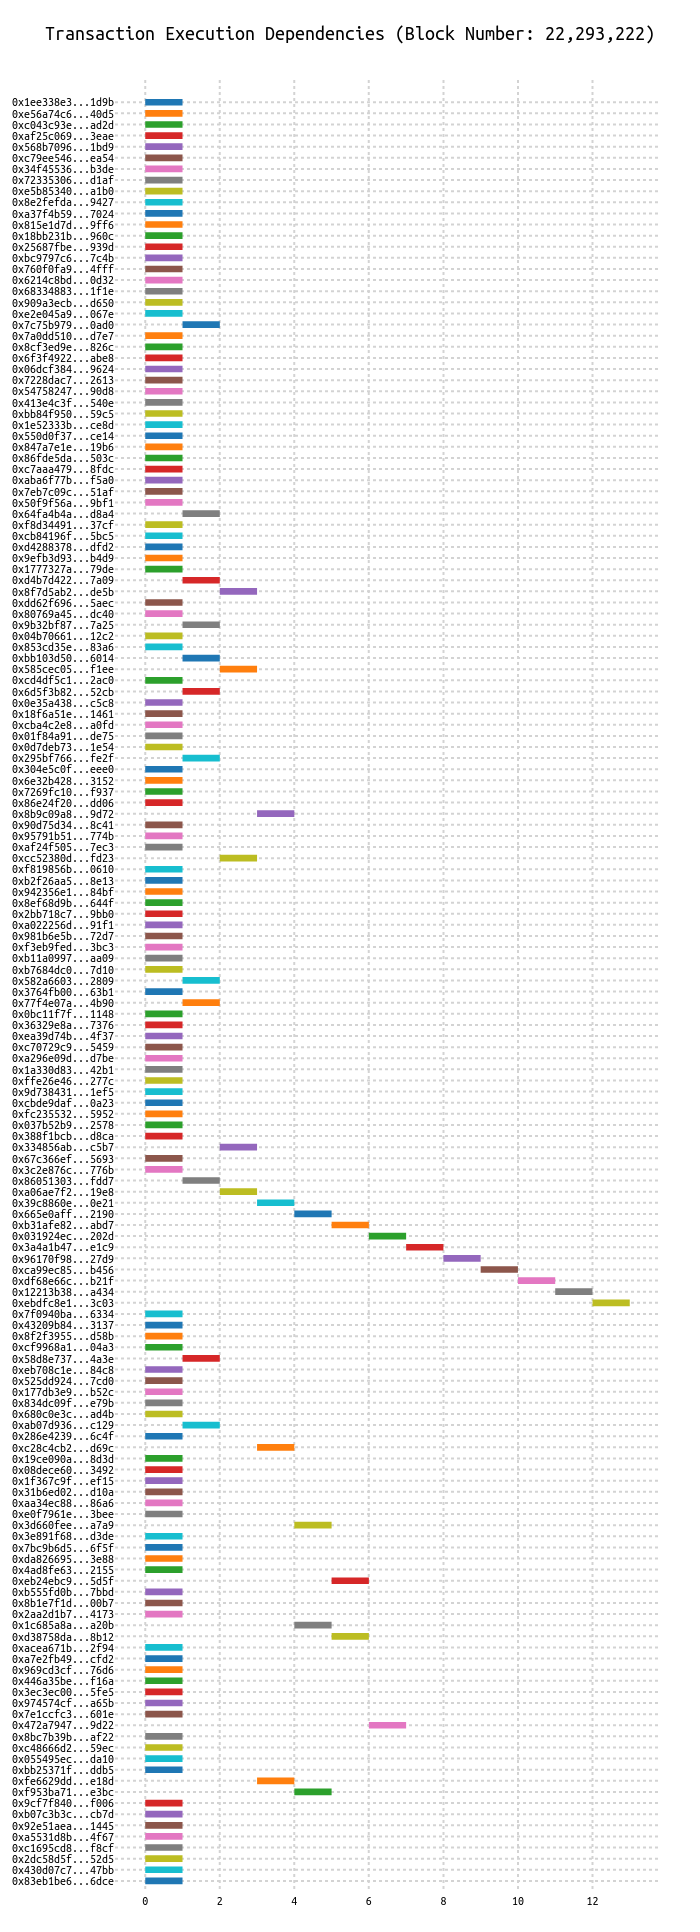 Transaction Execution Dependencies (Block Number: 22,293,222)
0x1ee338e3...1d9b
0xe56a74c6...40d5
0xc043c93e...ad2d
0xaf25c069...3eae
0x568b7096...1bd9
0xc79ee546...ea54
0x34f45536...b3de
0x72335306...d1af
0xe5b85340...a1b0
0x8e2fefda...9427
0xa37f4b59...7024
0x815e1d7d...9ff6
0x18bb231b...960c
0x25687fbe...939d
0xbc9797c6...7c4b
0x760f0fa9...4fff
0x6214c8bd...0d32
0x68334883...1f1e
0x909a3ecb...d650
0xe2e045a9...067e
0x7c75b979...0ad0
0x7a0dd510...d7e7
0x8cf3ed9e...826c
0x6f3f4922...abe8
0x06dcf384...9624
0x7228dac7...2613
0x54758247...90d8
0x413e4c3f...540e
0xbb84f950...59c5
0x1e52333b...ce8d
0x550d0f37...ce14
0x847a7e1e...19b6
0x86fde5da...503c
0xc7aaa479...8fdc
0xaba6f77b...f5a0
0x7eb7c09c...51af
0x50f9f56a...9bf1
0x64fa4b4a...d8a4
0xf8d34491...37cf
0xcb84196f...5bc5
0xd4288378...dfd2
0x9efb3d93...b4d9
0x1777327a...79de
0xd4b7d422...7a09
0x8f7d5ab2...de5b
0xdd62f696...5aec
0x80769a45...dc40
0x9b32bf87...7a25
0x04b70661...12c2
0x853cd35e...83a6
0xbb103d50...6014
0x585cec05...f1ee
0xcd4df5c1...2ac0
0x6d5f3b82...52cb
0x0e35a438...c5c8
0x18f6a51e...1461
0xcba4c2e8...a0fd
0x01f84a91...de75
0x0d7deb73...1e54
0x295bf766...fe2f
0x304e5c0f...eee0
0x6e32b428...3152
0x7269fc10...f937
0x86e24f20...dd06
0x8b9c09a8...9d72
0x90d75d34...8c41
0x95791b51...774b
0xaf24f505...7ec3
0xcc52380d...fd23
0xf819856b...0610
0xb2f26aa5...8e13
0x942356e1...84bf
0x8ef68d9b...644f
0x2bb718c7...9bb0
0xa022256d...91f1
0x981b6e5b...72d7
0xf3eb9fed...3bc3
0xb11a0997...aa09
0xb7684dc0...7d10
0x582a6603...2809
0x3764fb00...63b1
0x77f4e07a...4b90
0x0bc11f7f...1148
0x36329e8a...7376
0xea39d74b...4f37
0xc70729c9...5459
0xa296e09d...d7be
0x1a330d83...42b1
0xffe26e46...277c
0x9d738431...1ef5
0xcbde9daf...0a23
0xfc235532...5952
0x037b52b9...2578
0x388f1bcb...d8ca
0x334856ab...c5b7
0x67c366ef...5693
0x3c2e876c...776b
0x86051303...fdd7
0xa06ae7f2...19e8
0x39c8860e...0e21
0x665e0aff...2190
0xb31afe82...abd7
0x031924ec...202d
0x3a4a1b47...e1c9
0x96170f98...27d9
0xca99ec85...b456
0xdf68e66c...b21f
0x12213b38...a434
0xebdfc8e1...3c03
0x7f0940ba...6334
0x43209b84...3137
0x8f2f3955...d58b
0xcf9968a1...04a3
0x58d8e737...4a3e
0xeb708c1e...84c8
0x525dd924...7cd0
0x177db3e9...b52c
0x834dc09f...e79b
0x680c0e3c...ad4b
0xab07d936...c129
0x286e4239...6c4f
0xc28c4cb2...d69c
0x19ce090a...8d3d
0x08dece60...3492
0x1f367c9f...ef15
0x31b6ed02...d10a
0xaa34ec88...86a6
0xe0f7961e...3bee
0x3d660fee...a7a9
0x3e891f68...d3de
0x7bc9b6d5...6f5f
0xda826695...3e88
0x4ad8fe63...2155
0xeb24ebc9...5d5f
0xb555fd0b...7bbd
0x8b1e7f1d...00b7
0x2aa2d1b7...4173
0x1c685a8a...a20b
0xd38758da...8b12
0xacea671b...2f94
0xa7e2fb49...cfd2
0x969cd3cf...76d6
0x446a35be...f16a
0x3ec3ec00...5fe5
0x974574cf...a65b
0x7e1ccfc3...601e
0x472a7947...9d22
0x8bc7b39b...af22
0xc48666d2...59ec
0x055495ec...da10
0xbb25371f...ddb5
0xfe6629dd...e18d
0xf953ba71...e3bc
0x9cf7f840...f006
0xb07c3b3c...cb7d
0x92e51aea...1445
0xa5531d8b...4f67
0xc1695cd8...f8cf
0x2dc58d5f...52d5
0x430d07c7...47bb
0x83eb1be6...6dce
0 2 4 6 8 10 12